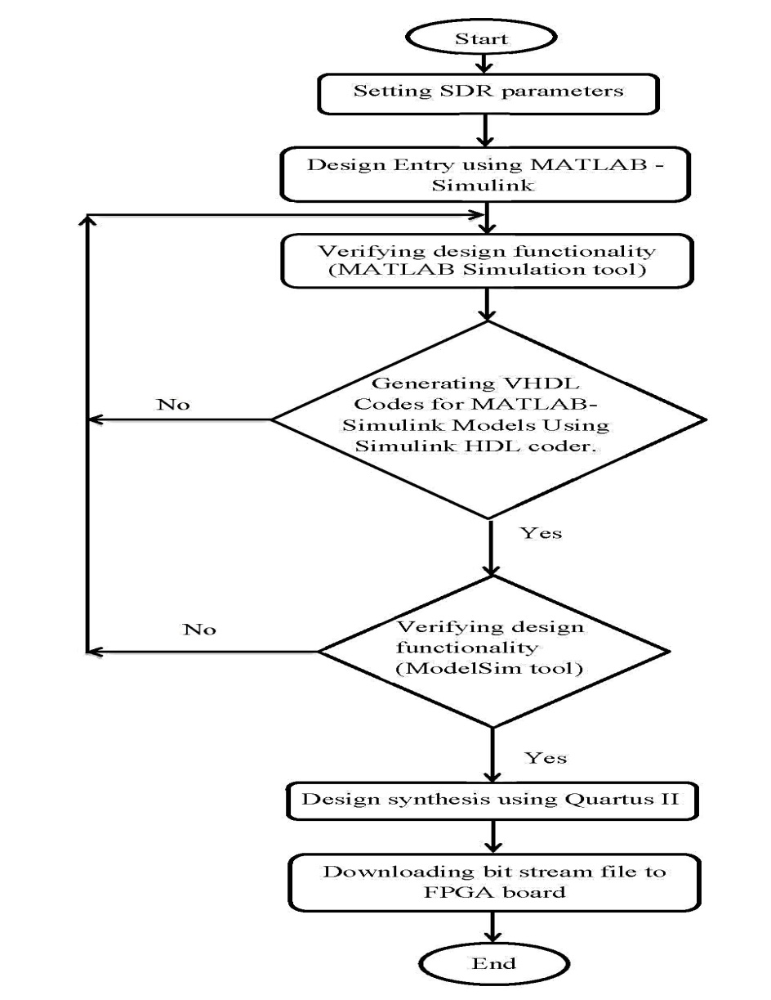 Start
Setting SDR parameters
Design Entry using MATLAB -
Simulink
Verifying design functionality
(MATLAB Simulation tool)
Generating VHDL
Codes for MATLAB-
Simulink Models Using
Simulink HDL coder.
No
Yes
Verifying design
functionality
(ModelSim tool)
No
Yes
Design synthesis using Quartus II
Downloading bit stream file to
FPGA board
End